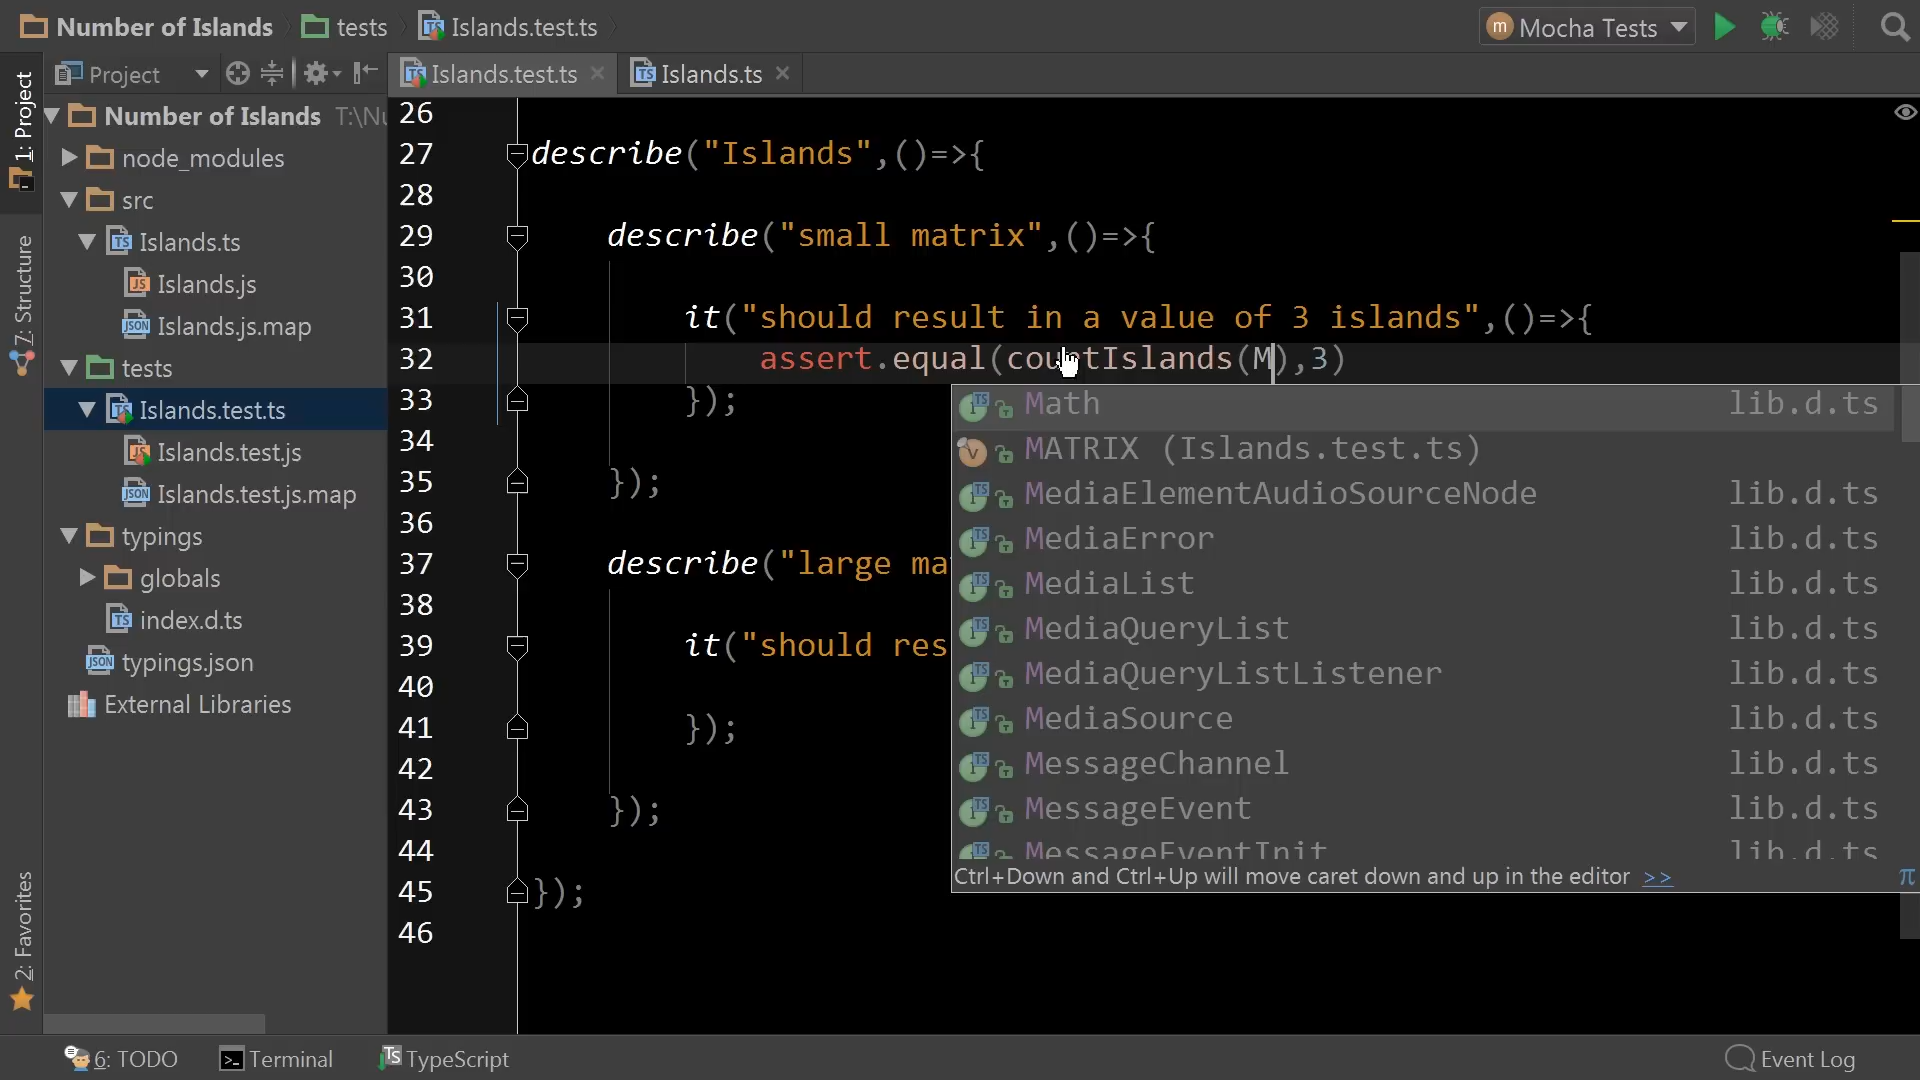 Number of Islands tests Islands.test.ts
Mocha Tests
Project
Islands.test.ts
Islands.ts
1: Project
7: Structure
2: Favorites
Number of Islands
node_modules
src
Islands.ts
Islands.js
Islands.js.map
tests
Islands.test.ts
Islands.test.js
Islands.test.js.map
typings
globals
index.d.ts
typings.json
External Libraries
26
27 describe("Islands",()=>{
28
29 describe("small matrix",()=>{
30
31 it("should result in a value of 3 islands",()=>{
32 assert.equal(countIslands(M),3)
33 });
34
35 });
36
37 describe("large ma
38
39 it("should res
40
41 });
42
43 });
44
45 });
46
Math lib.d.ts
MATRIX (Islands.test.ts)
MediaElementAudioSourceNode lib.d.ts
MediaError lib.d.ts
MediaList lib.d.ts
MediaQueryList lib.d.ts
MediaQueryListListener lib.d.ts
MediaSource lib.d.ts
MessageChannel lib.d.ts
MessageEvent lib.d.ts
MessageEventInit lib.d.ts
Ctrl+Down and Ctrl+Up will move caret down and up in the editor >> π
6: TODO
Terminal
TypeScript
Event Log